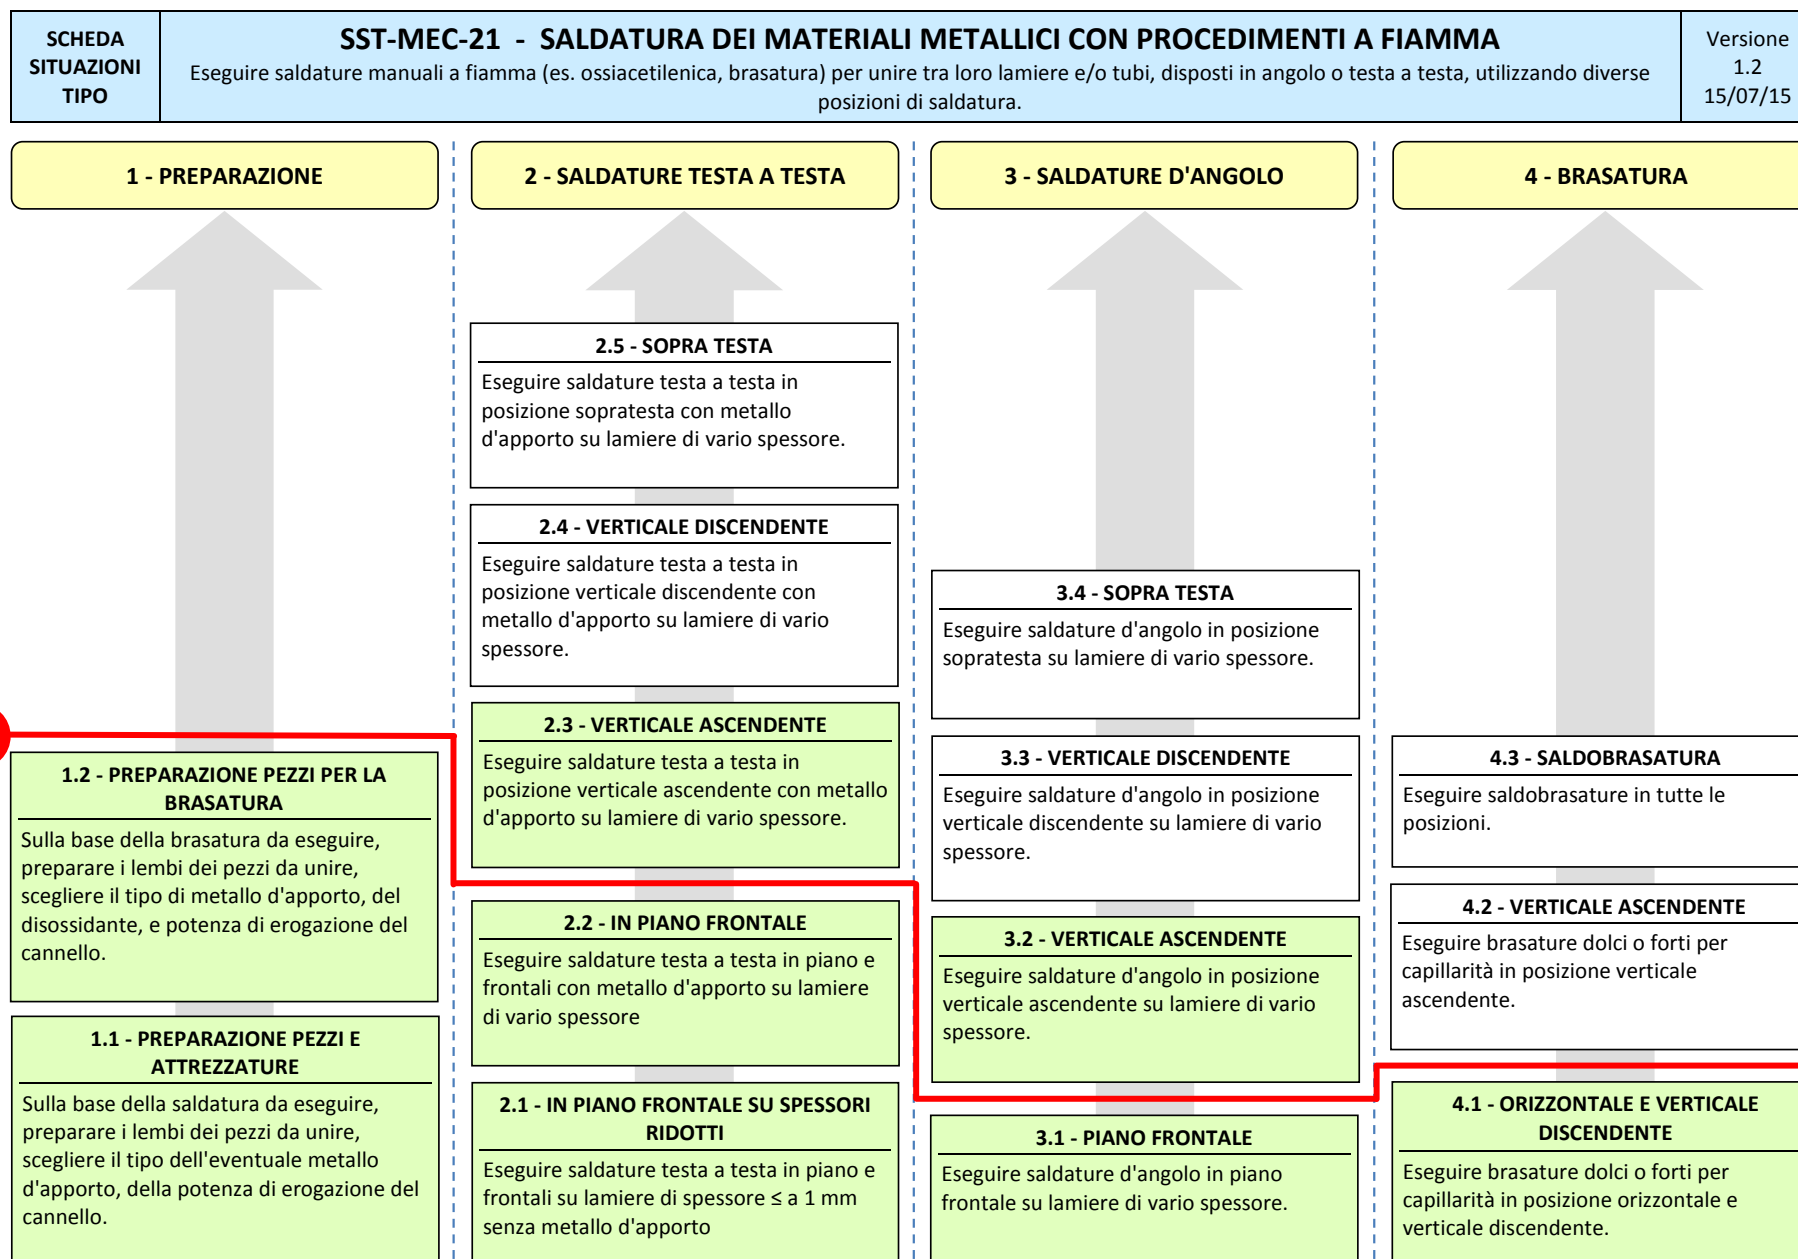 SCHEDA
SITUAZIONI
TIPO
SST-MEC-21 - SALDATURA DEI MATERIALI METALLICI CON PROCEDIMENTI A FIAMMA
Eseguire saldature manuali a fiamma (es. ossiacetilenica, brasatura) per unire tra loro lamiere e/o tubi, disposti in angolo o testa a testa, utilizzando diverse
posizioni di saldatura.
Versione
1.2
15/07/15
1 - PREPARAZIONE
1.2 - PREPARAZIONE PEZZI PER LA
BRASATURA
Sulla base della brasatura da eseguire,
preparare i lembi dei pezzi da unire,
scegliere il tipo di metallo d'apporto, del
disossidante, e potenza di erogazione del
cannello.
1.1 - PREPARAZIONE PEZZI E
ATTREZZATURE
Sulla base della saldatura da eseguire,
preparare i lembi dei pezzi da unire,
scegliere il tipo dell'eventuale metallo
d'apporto, della potenza di erogazione del
cannello.
2 - SALDATURE TESTA A TESTA
2.5 - SOPRA TESTA
Eseguire saldature testa a testa in
posizione sopratesta con metallo
d'apporto su lamiere di vario spessore.
2.4 - VERTICALE DISCENDENTE
Eseguire saldature testa a testa in
posizione verticale discendente con
metallo d'apporto su lamiere di vario
spessore.
2.3 - VERTICALE ASCENDENTE
Eseguire saldature testa a testa in
posizione verticale ascendente con metallo
d'apporto su lamiere di vario spessore.
2.2 - IN PIANO FRONTALE
Eseguire saldature testa a testa in piano e
frontali con metallo d'apporto su lamiere
di vario spessore
2.1 - IN PIANO FRONTALE SU SPESSORI
RIDOTTI
Eseguire saldature testa a testa in piano e
frontali su lamiere di spessore ≤ a 1 mm
senza metallo d'apporto
3 - SALDATURE D'ANGOLO
3.4 - SOPRA TESTA
Eseguire saldature d'angolo in posizione
sopratesta su lamiere di vario spessore.
3.3 - VERTICALE DISCENDENTE
Eseguire saldature d'angolo in posizione
verticale discendente su lamiere di vario
spessore.
3.2 - VERTICALE ASCENDENTE
Eseguire saldature d'angolo in posizione
verticale ascendente su lamiere di vario
spessore.
3.1 - PIANO FRONTALE
Eseguire saldature d'angolo in piano
frontale su lamiere di vario spessore.
4 - BRASATURA
4.3 - SALDOBRASATURA
Eseguire saldobrasature in tutte le
posizioni.
4.2 - VERTICALE ASCENDENTE
Eseguire brasature dolci o forti per
capillarità in posizione verticale
ascendente.
4.1 - ORIZZONTALE E VERTICALE
DISCENDENTE
Eseguire brasature dolci o forti per
capillarità in posizione orizzontale e
verticale discendente.